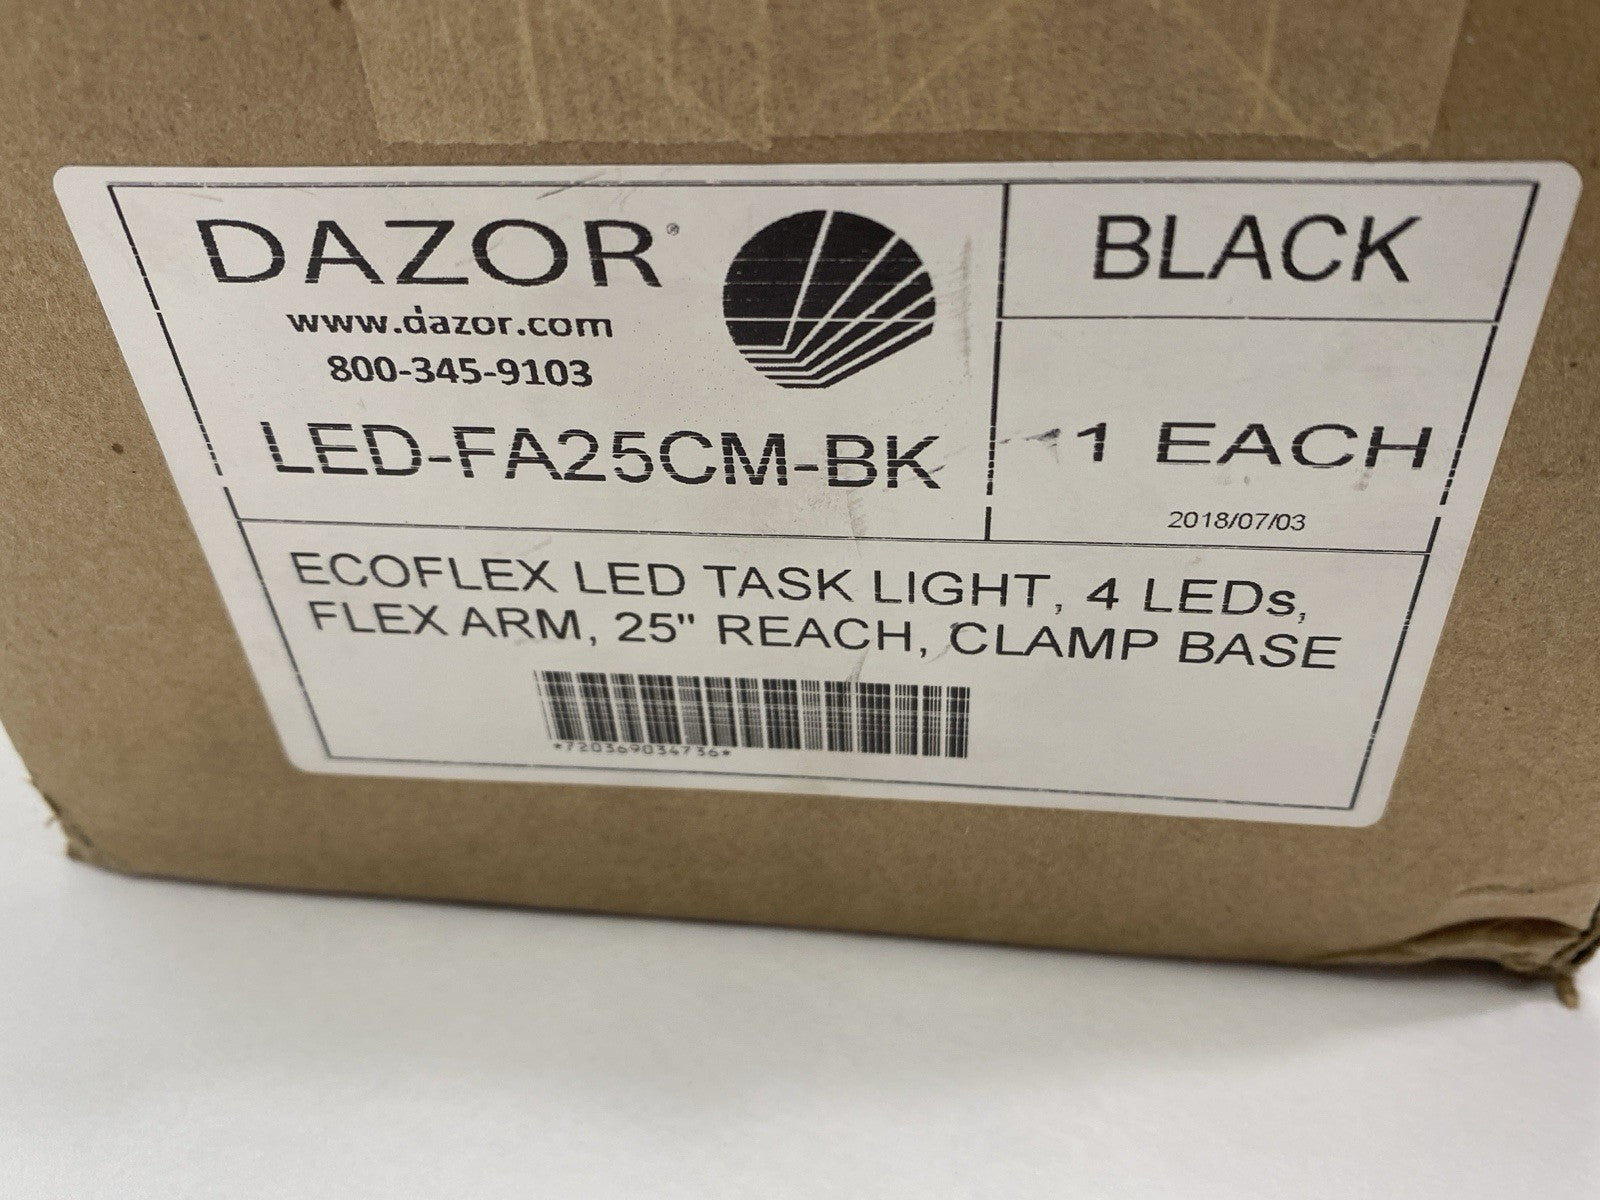 DAZOR®
www.dazor.com
800-345-9103
LED-FA25CM-BK
BLACK
1 EACH
2018/07/03
ECOFLEX LED TASK LIGHT, 4 LEDs,
FLEX ARM, 25" REACH, CLAMP BASE
*720369034736*